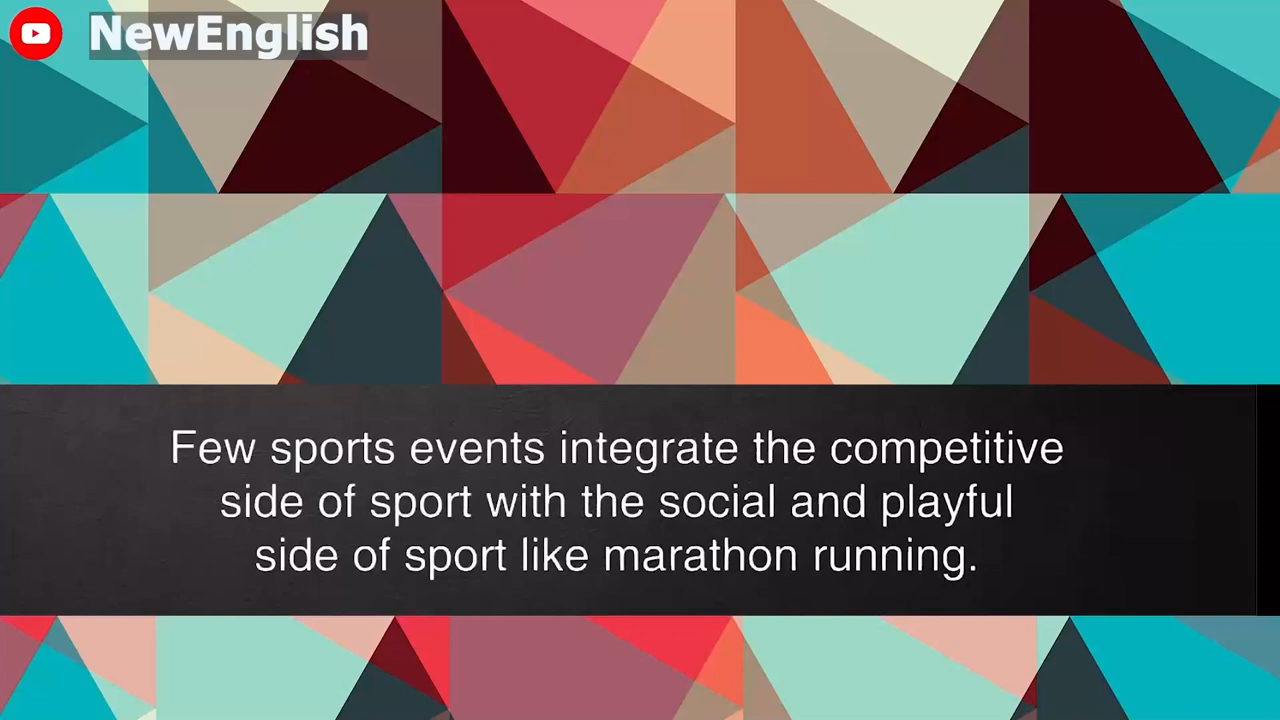 NewEnglish
Few sports events integrate the competitive
side of sport with the social and playful
side of sport like marathon running.